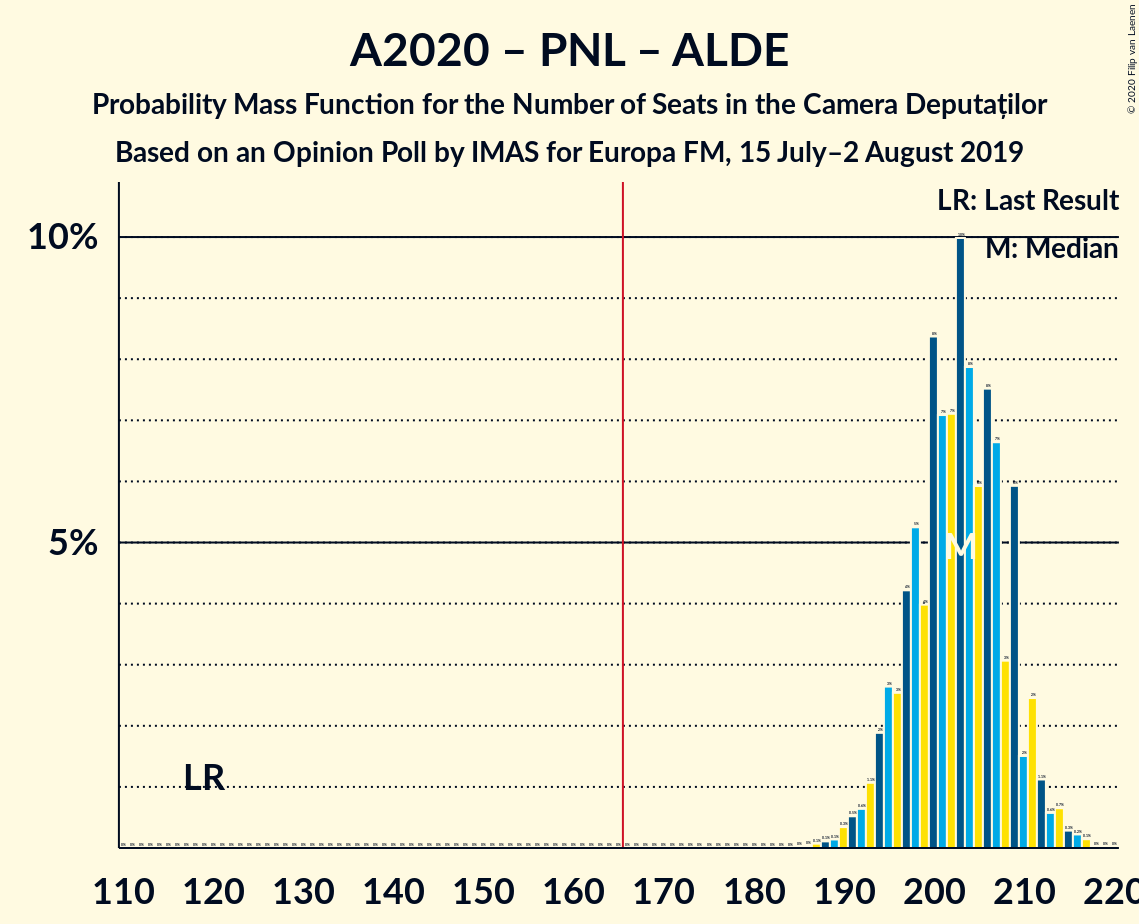 A2020 – PNL – ALDE
Probability Mass Function for the Number of Seats in the Camera Deputaților
Based on an Opinion Poll by IMAS for Europa FM, 15 July–2 August 2019
© 2020 Filip van Laenen
LR: Last Result
M: Median
10%
5%
M
LR
110 120 130 140 150 160 170 180 190 200 210 220